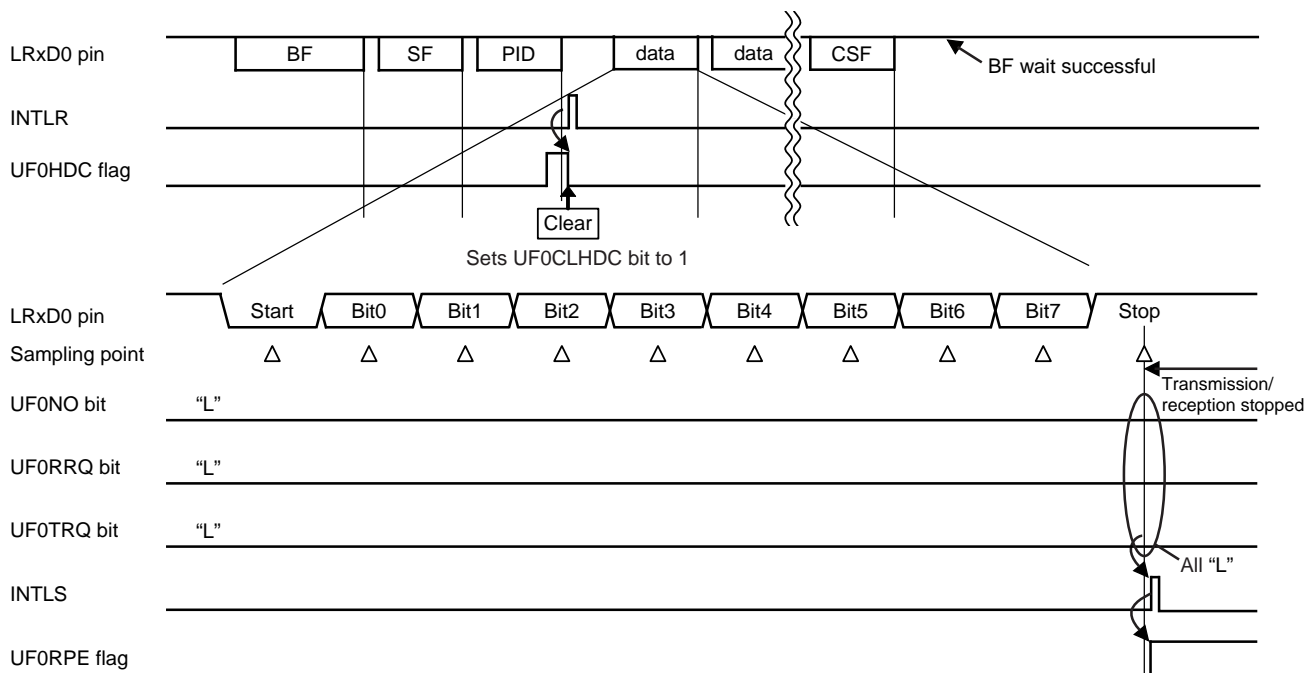 LRxD0 pin
BF
SF
PID
data
data
CSF
BF wait successful
INTLR
UF0HDC flag
Clear
Sets UF0CLHDC bit to 1
LRxD0 pin
Start
Bit0
Bit1
Bit2
Bit3
Bit4
Bit5
Bit6
Bit7
Stop
Sampling point
Transmission/
reception stopped
UF0NO bit
“L”
UF0RRQ bit
“L”
UF0TRQ bit
“L”
All “L”
INTLS
UF0RPE flag